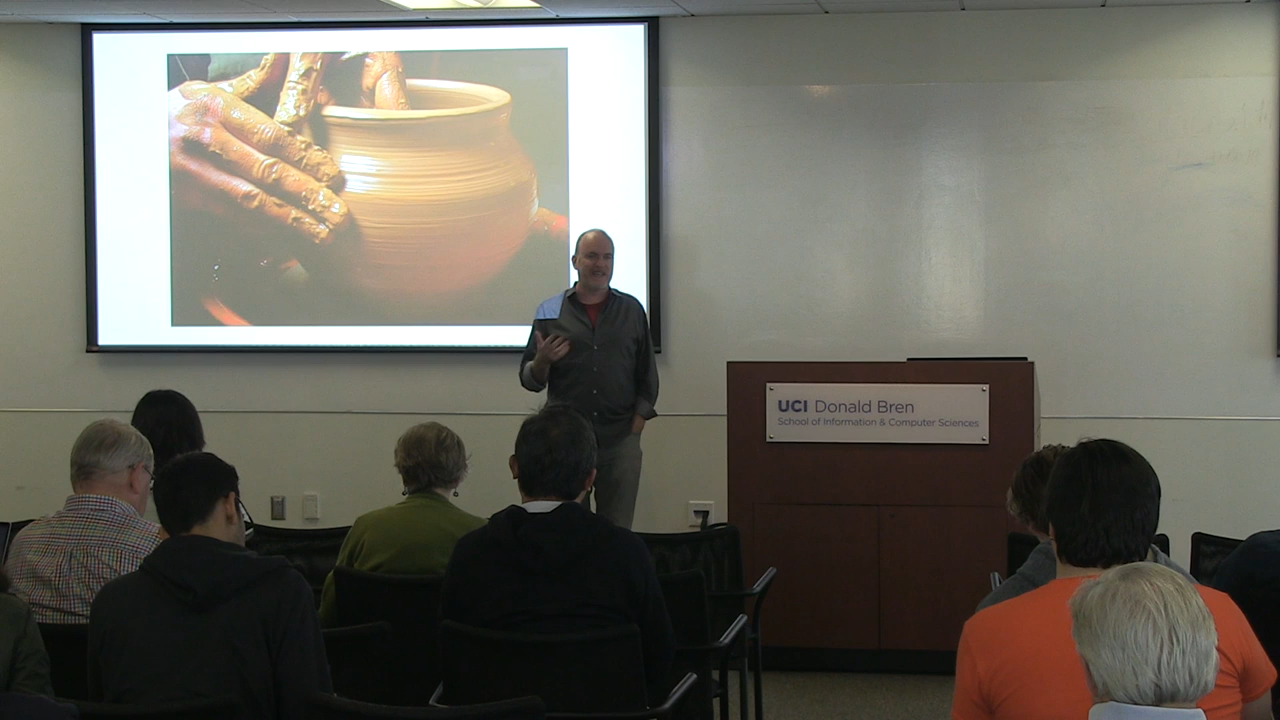 UCI Donald Bren
School of Information & Computer Sciences